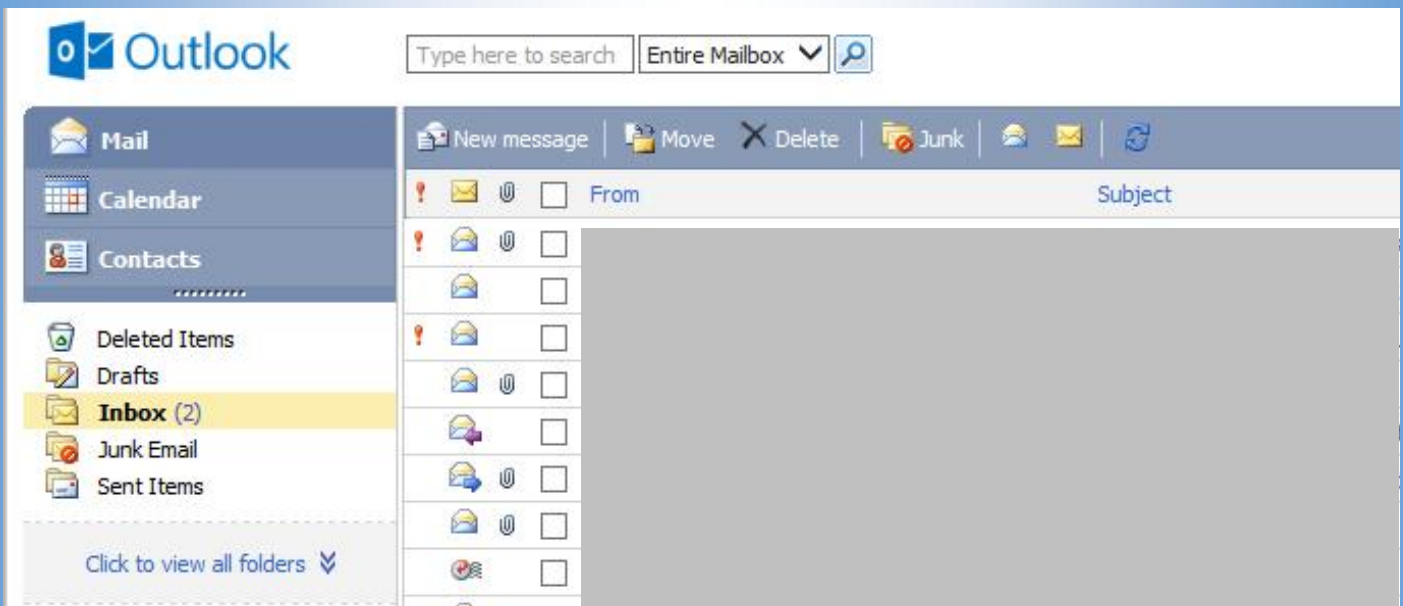 Outlook
Type here to search Entire Mailbox
Mail
Calendar
Contacts
New message Move Delete Junk
From Subject
Deleted Items
Drafts
Inbox (2)
Junk Email
Sent Items
Click to view all folders